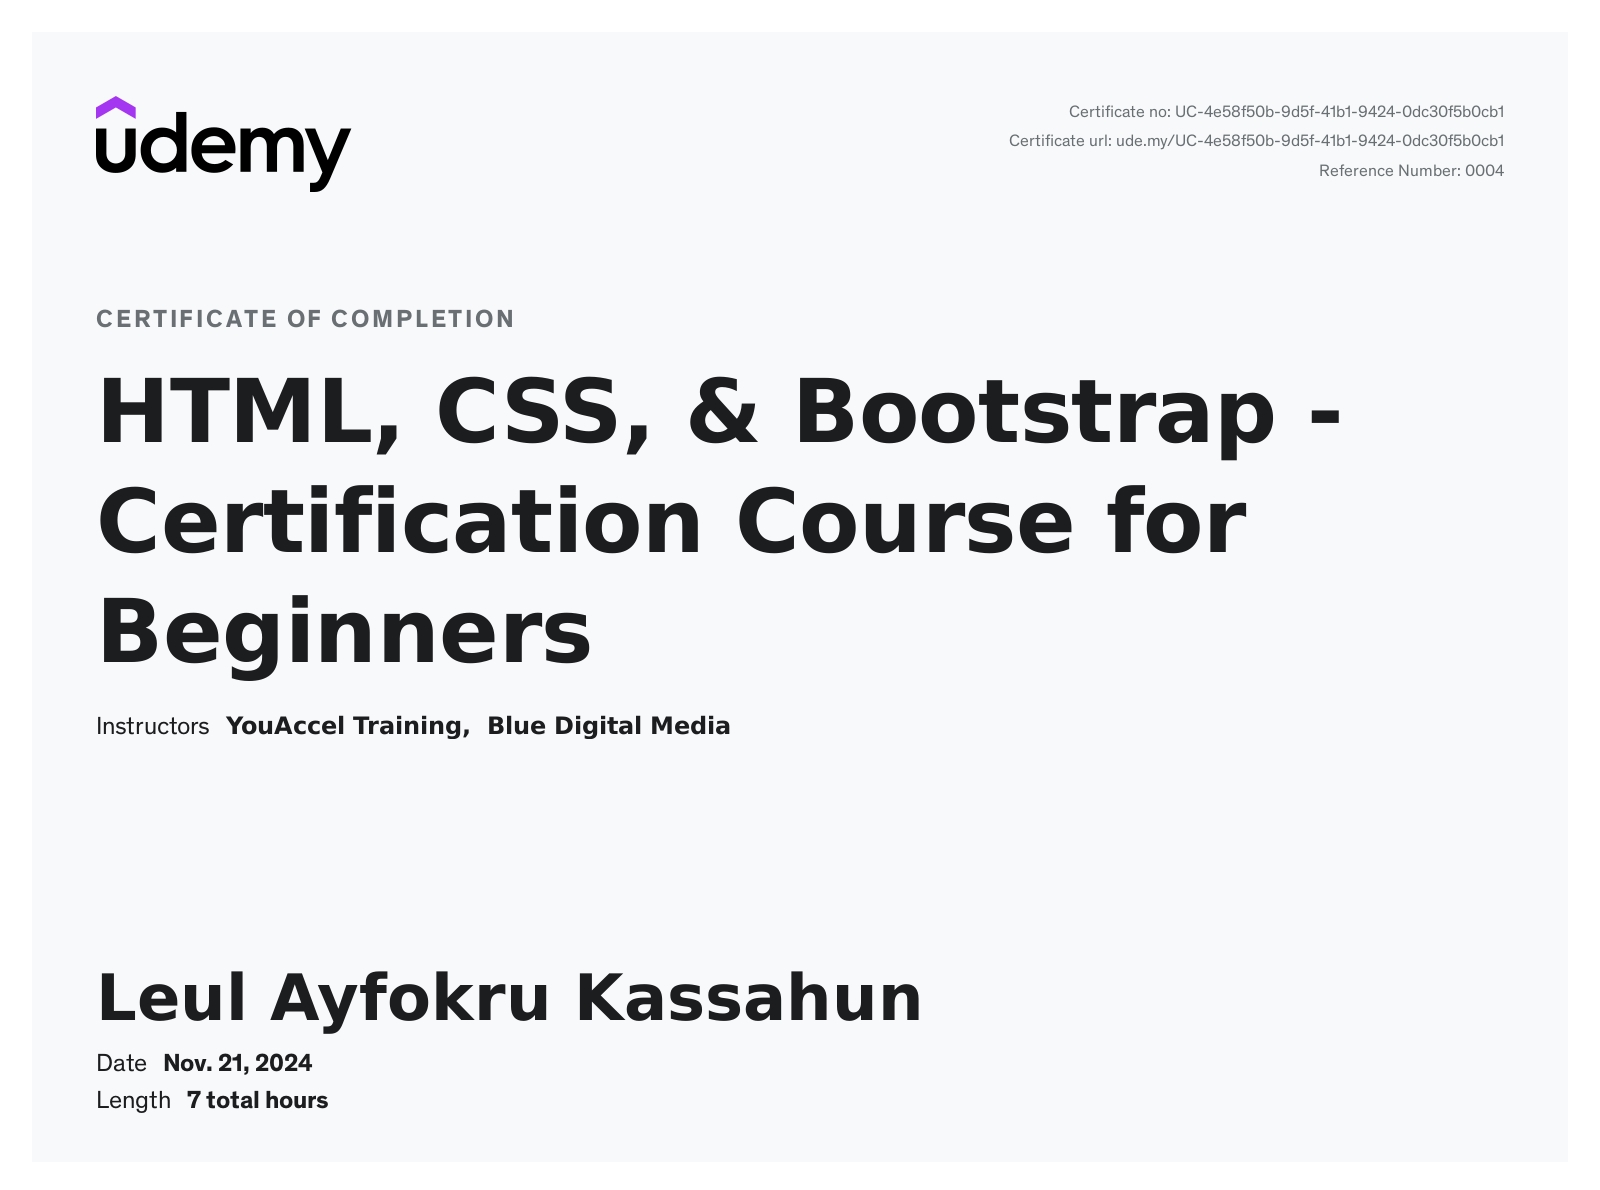 udemy
Certificate no: UC-4e58f50b-9d5f-41b1-9424-0dc30f5b0cb1
Certificate url: ude.my/UC-4e58f50b-9d5f-41b1-9424-0dc30f5b0cb1
Reference Number: 0004
CERTIFICATE OF COMPLETION
HTML, CSS, & Bootstrap -
Certification Course for
Beginners
Instructors YouAccel Training, Blue Digital Media
Leul Ayfokru Kassahun
Date Nov. 21, 2024
Length 7 total hours